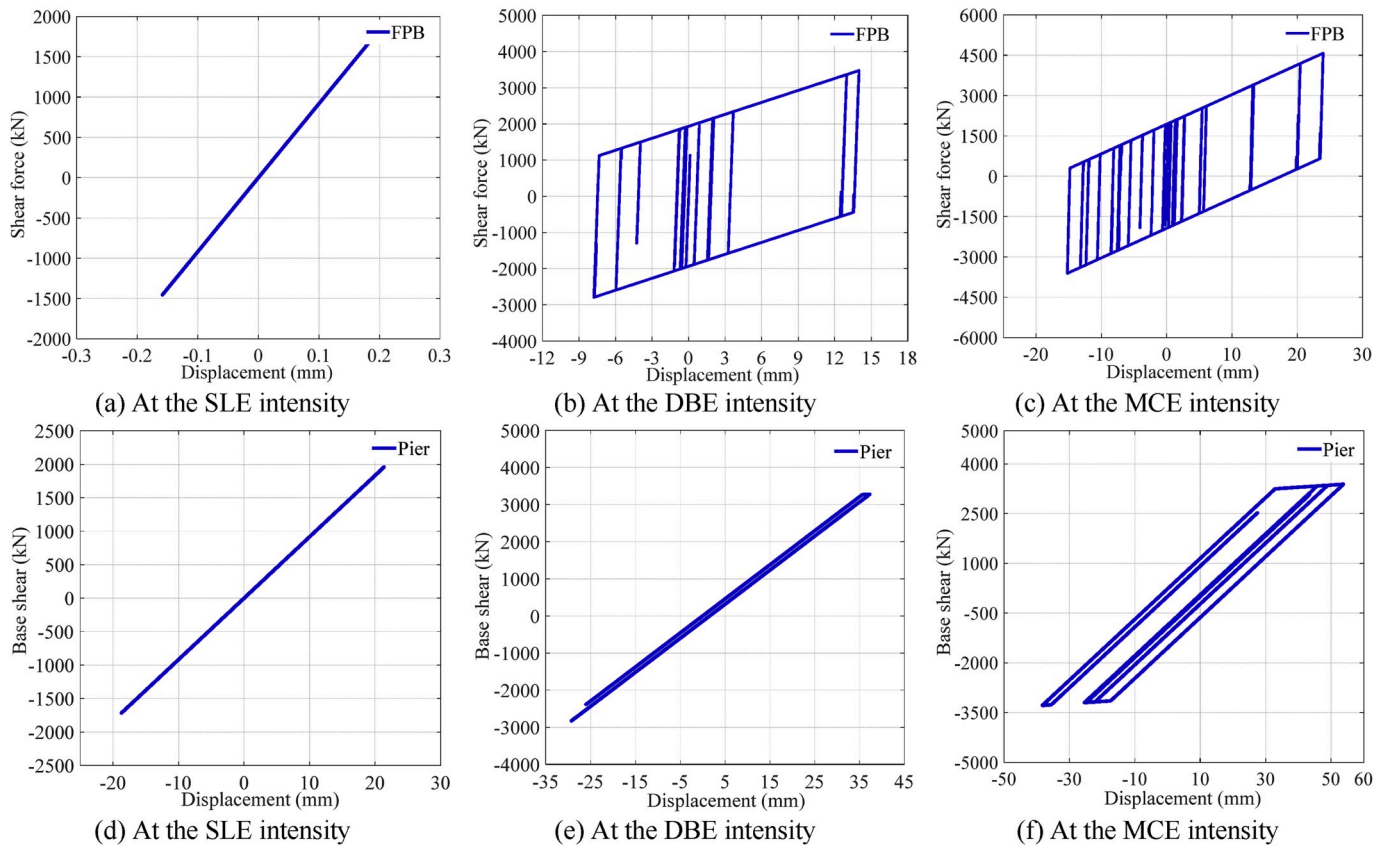 2000
1500
1000
500
0
-500
-1000
-1500
-2000
-0.3 -0.2 -0.1 0 0.1 0.2 0.3
Shear force (kN)
Displacement (mm)
FPB
(a) At the SLE intensity
5000
4000
3000
2000
1000
0
-1000
-2000
-3000
-4000
-12 -9 -6 -3 0 3 6 9 12 15 18
Shear force (kN)
Displacement (mm)
FPB
(b) At the DBE intensity
6000
4500
3000
1500
0
-1500
-3000
-4500
-6000
-20 -10 0 10 20 30
Shear force (kN)
Displacement (mm)
FPB
(c) At the MCE intensity
2500
2000
1500
1000
500
0
-500
-1000
-1500
-2000
-2500
-20 -10 0 10 20 30
Base shear (kN)
Displacement (mm)
Pier
(d) At the SLE intensity
5000
4000
3000
2000
1000
0
-1000
-2000
-3000
-4000
-35 -25 -15 -5 5 15 25 35 45
Base shear (kN)
Displacement (mm)
Pier
(e) At the DBE intensity
5000
4000
2500
1000
-500
-2000
-3500
-5000
-50 -30 -10 10 30 50 60
Base shear (kN)
Displacement (mm)
Pier
(f) At the MCE intensity